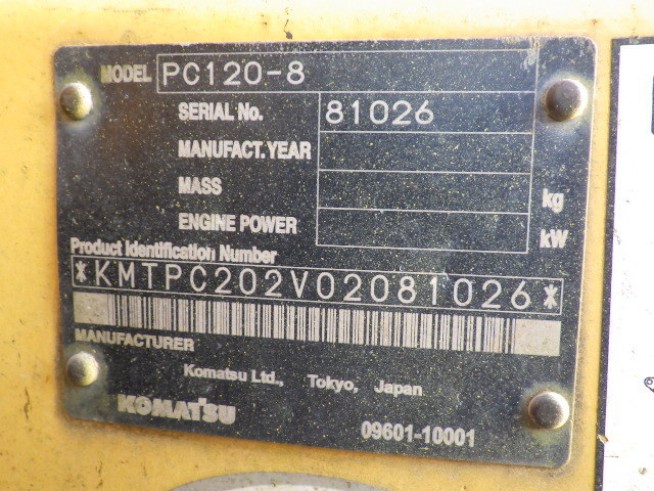 MODEL PC120-8
SERIAL No. 81026
MANUFACT. YEAR
MASS kg
ENGINE POWER kW
Product Identification Number
*KMTPC202V02081026*
MANUFACTURER
Komatsu Ltd., Tokyo, Japan
KOMATSU
09601-10001